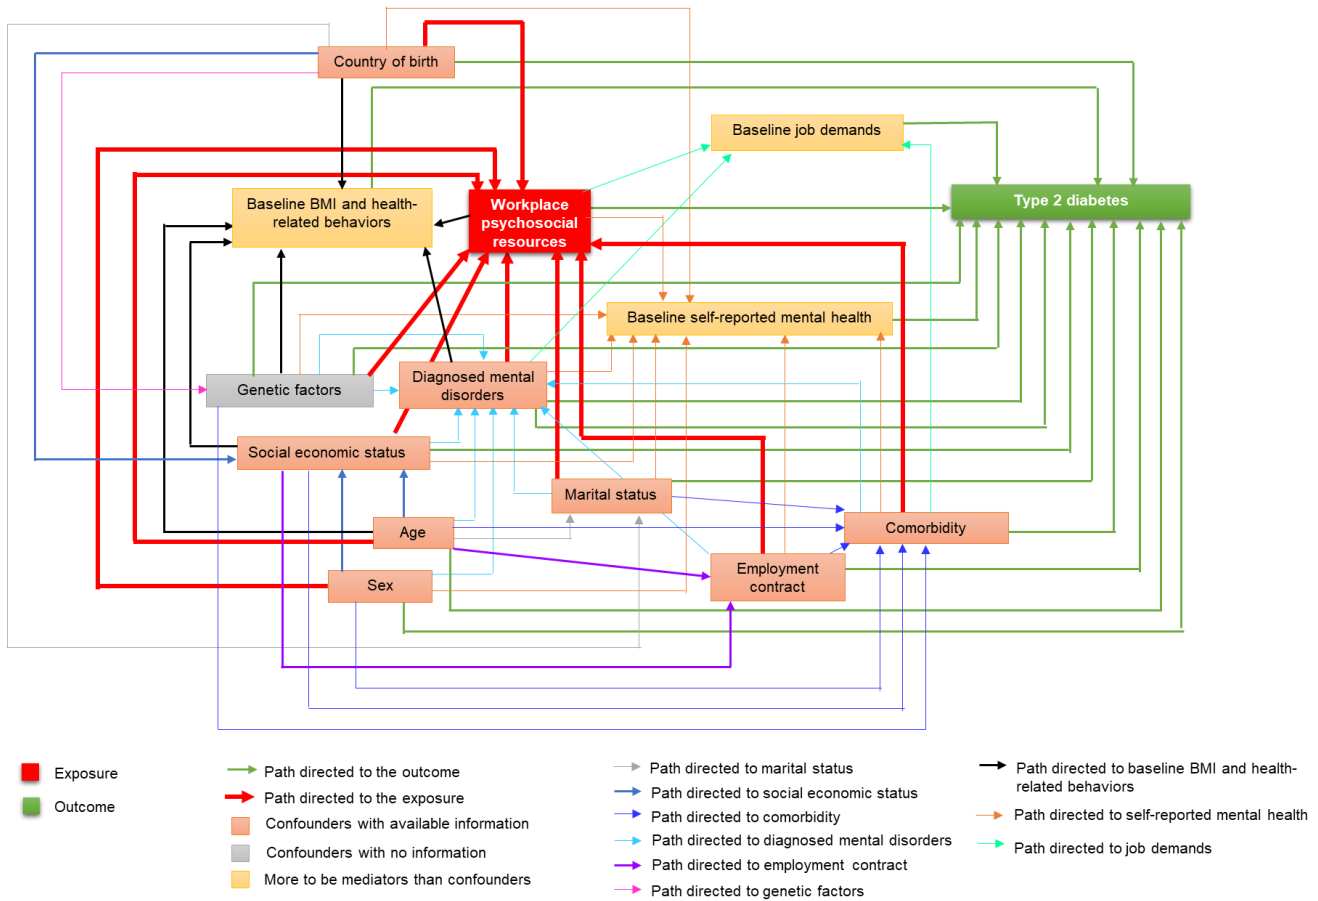 Country of birth
Baseline job demands
Baseline BMI and health-
related behaviors
Workplace
psychosocial
resources
Type 2 diabetes
Baseline self-reported mental health
Genetic factors
Diagnosed mental
disorders
Social economic status
Marital status
Age
Comorbidity
Employment
contract
Sex
Exposure
Outcome
Path directed to the outcome
Path directed to the exposure
Confounders with available information
Confounders with no information
More to be mediators than confounders
Path directed to marital status
Path directed to social economic status
Path directed to comorbidity
Path directed to diagnosed mental disorders
Path directed to employment contract
Path directed to genetic factors
Path directed to baseline BMI and health-
related behaviors
Path directed to self-reported mental health
Path directed to job demands